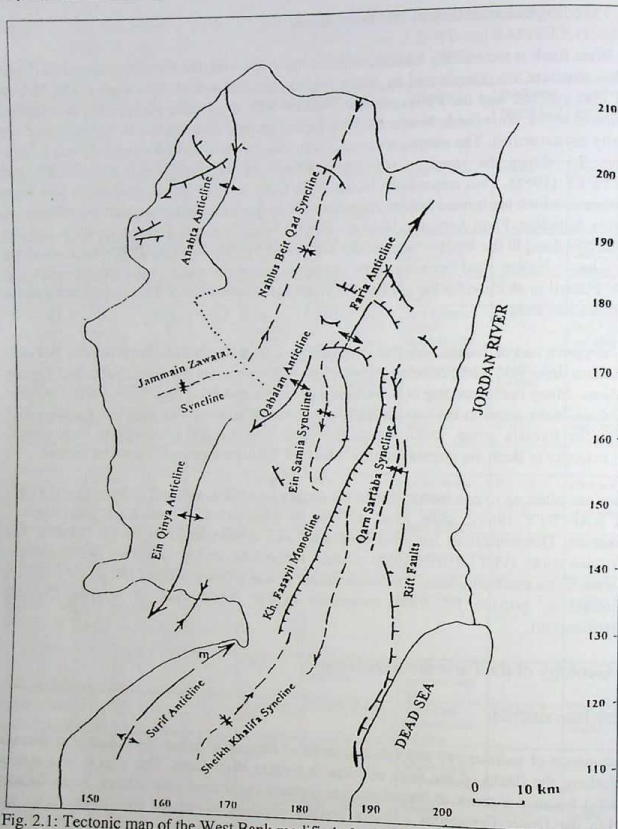 210
200
Anabta Anticline
Nablus Beit Qad Syncline
190
Faria Anticline
180
JORDAN RIVER
Jammain Zawata
Syncline
Qabalan Anticline
170
Ein Samia Syncline
160
Qarn Sartaba Syncline
Ein Qinya Anticline
150
Kh. Fasayil Monocline
Rift Faults
140
130
m
Surif Anticline
Sheikh Khalifa Syncline
120
DEAD SEA
110
150 160 170 180 190 200
0 10 km
Fig. 2.1: Tectonic map of the West Bank